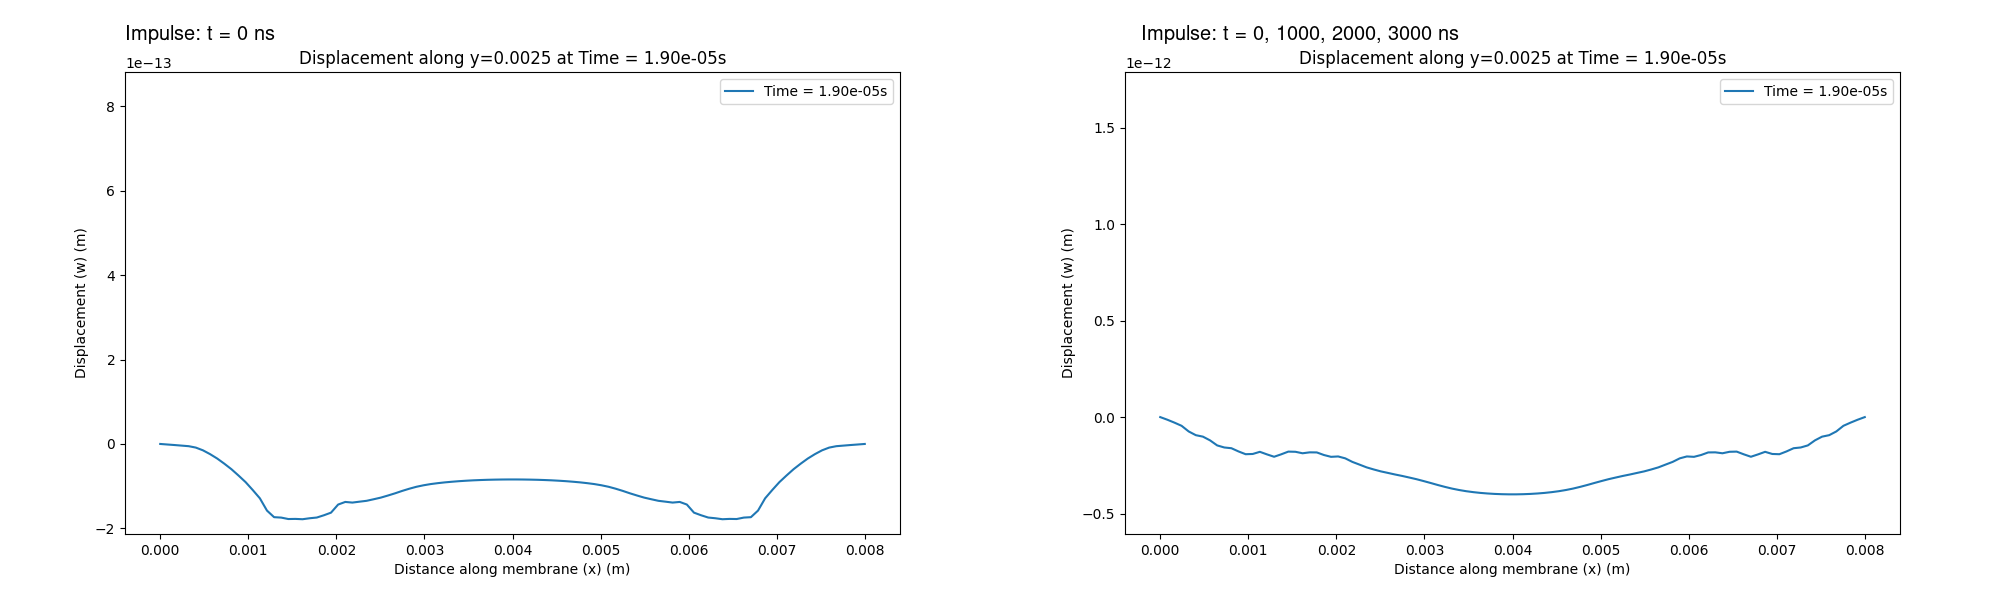 Impulse: t = 0 ns
Displacement along y=0.0025 at Time = 1.90e-05s
1e−13
Time = 1.90e-05s
8
6
4
2
0
−2
Displacement (w) (m)
0.000 0.001 0.002 0.003 0.004 0.005 0.006 0.007 0.008
Distance along membrane (x) (m)
Impulse: t = 0, 1000, 2000, 3000 ns
Displacement along y=0.0025 at Time = 1.90e-05s
1e−12
Time = 1.90e-05s
1.5
1.0
0.5
0.0
−0.5
Displacement (w) (m)
0.000 0.001 0.002 0.003 0.004 0.005 0.006 0.007 0.008
Distance along membrane (x) (m)